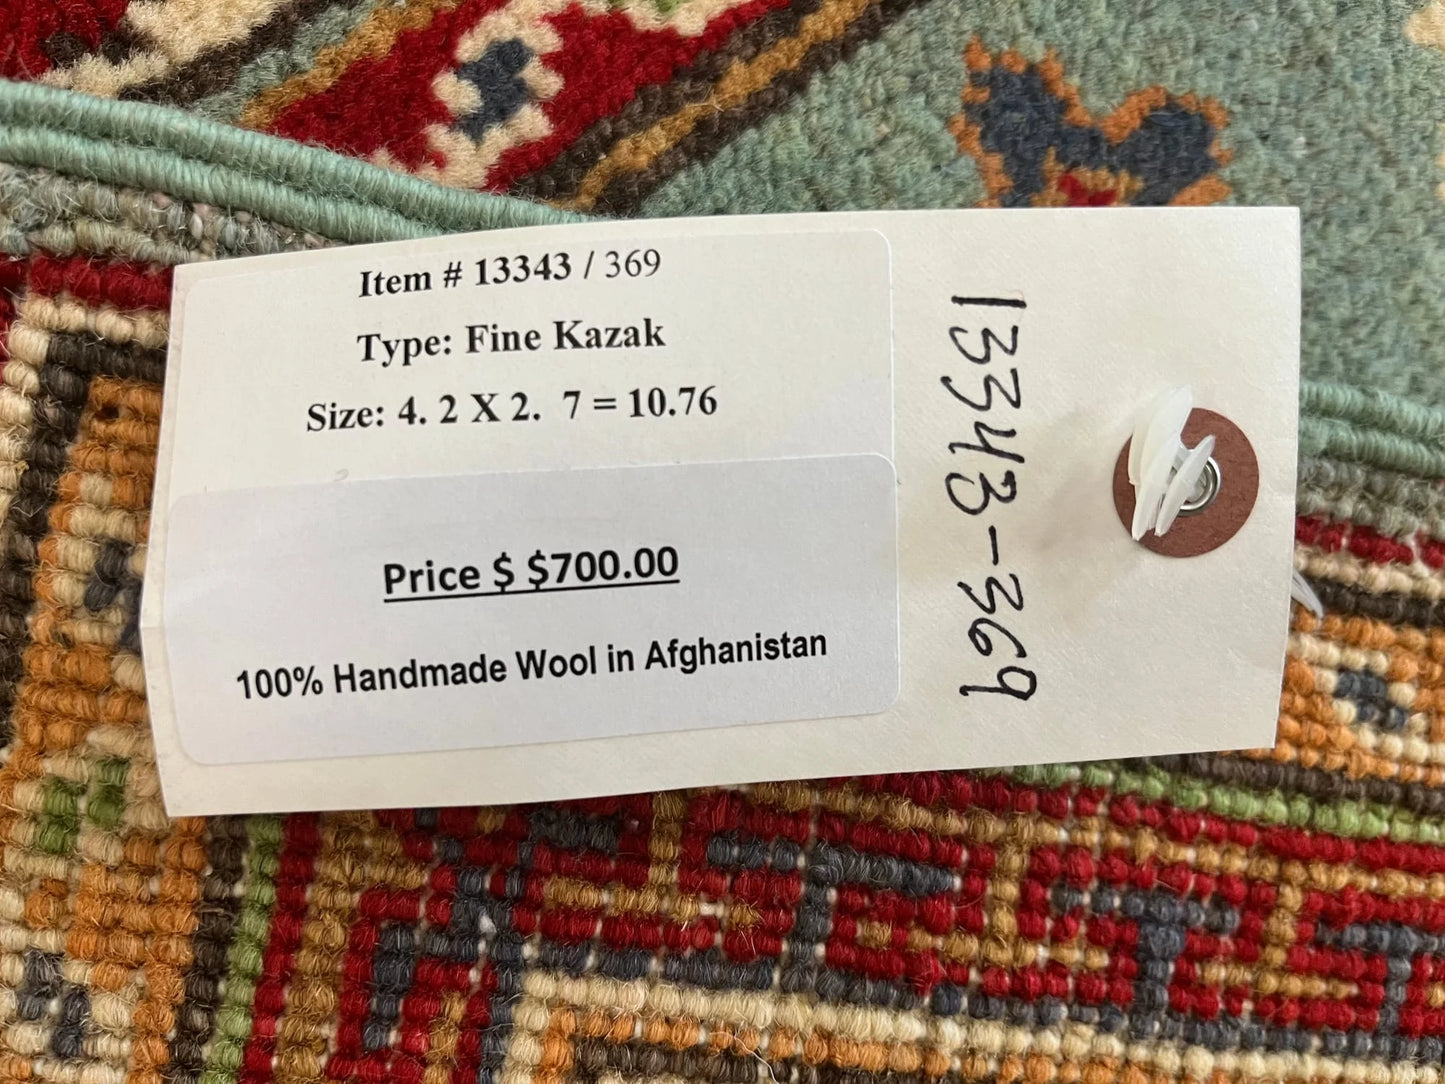 Item # 13343 / 369
Type: Fine Kazak
Size: 4. 2 X 2.  7 = 10.76
Price $ $700.00
100% Handmade Wool in Afghanistan
13343-369